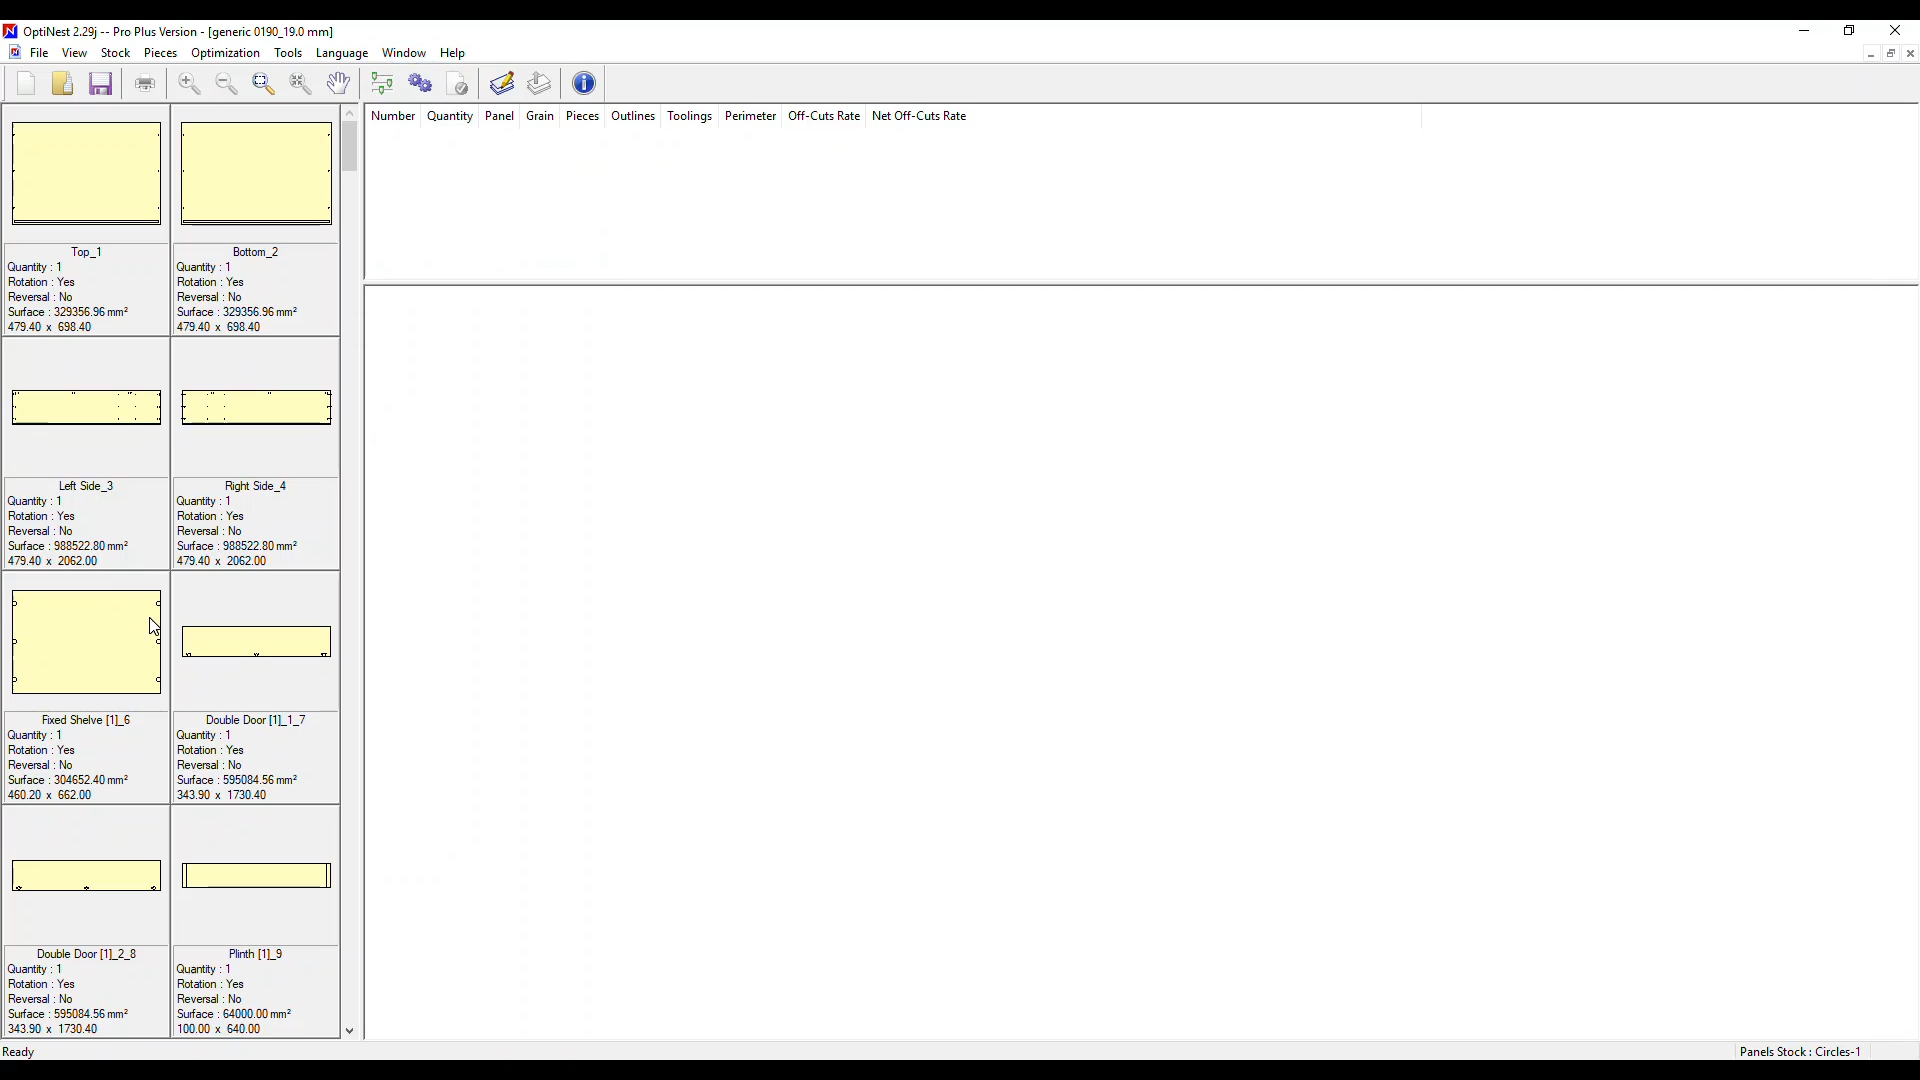 OptiNest 2.29j -- Pro Plus Version - [generic 0190_19.0 mm]
File View Stock Pieces Optimization Tools Language Window Help
Number Quantity Panel Grain Pieces Outlines Toolings Perimeter Off-Cuts Rate Net Off-Cuts Rate
Top_1
Quantity : 1
Rotation : Yes
Reversal : No
Surface : 329356.96 mm²
479.40 x 698.40
Bottom_2
Quantity : 1
Rotation : Yes
Reversal : No
Surface : 329356.96 mm²
479.40 x 698.40
Left Side_3
Quantity : 1
Rotation : Yes
Reversal : No
Surface : 988522.80 mm²
479.40 x 2062.00
Right Side_4
Quantity : 1
Rotation : Yes
Reversal : No
Surface : 988522.80 mm²
479.40 x 2062.00
Fixed Shelve [1]_6
Quantity : 1
Rotation : Yes
Reversal : No
Surface : 304652.40 mm²
460.20 x 662.00
Double Door [1]_1_7
Quantity : 1
Rotation : Yes
Reversal : No
Surface : 595084.56 mm²
343.90 x 1730.40
Double Door [1]_2_8
Quantity : 1
Rotation : Yes
Reversal : No
Surface : 595084.56 mm²
343.90 x 1730.40
Plinth [1]_9
Quantity : 1
Rotation : Yes
Reversal : No
Surface : 64000.00 mm²
100.00 x 640.00
Ready
Panels Stock : Circles-1